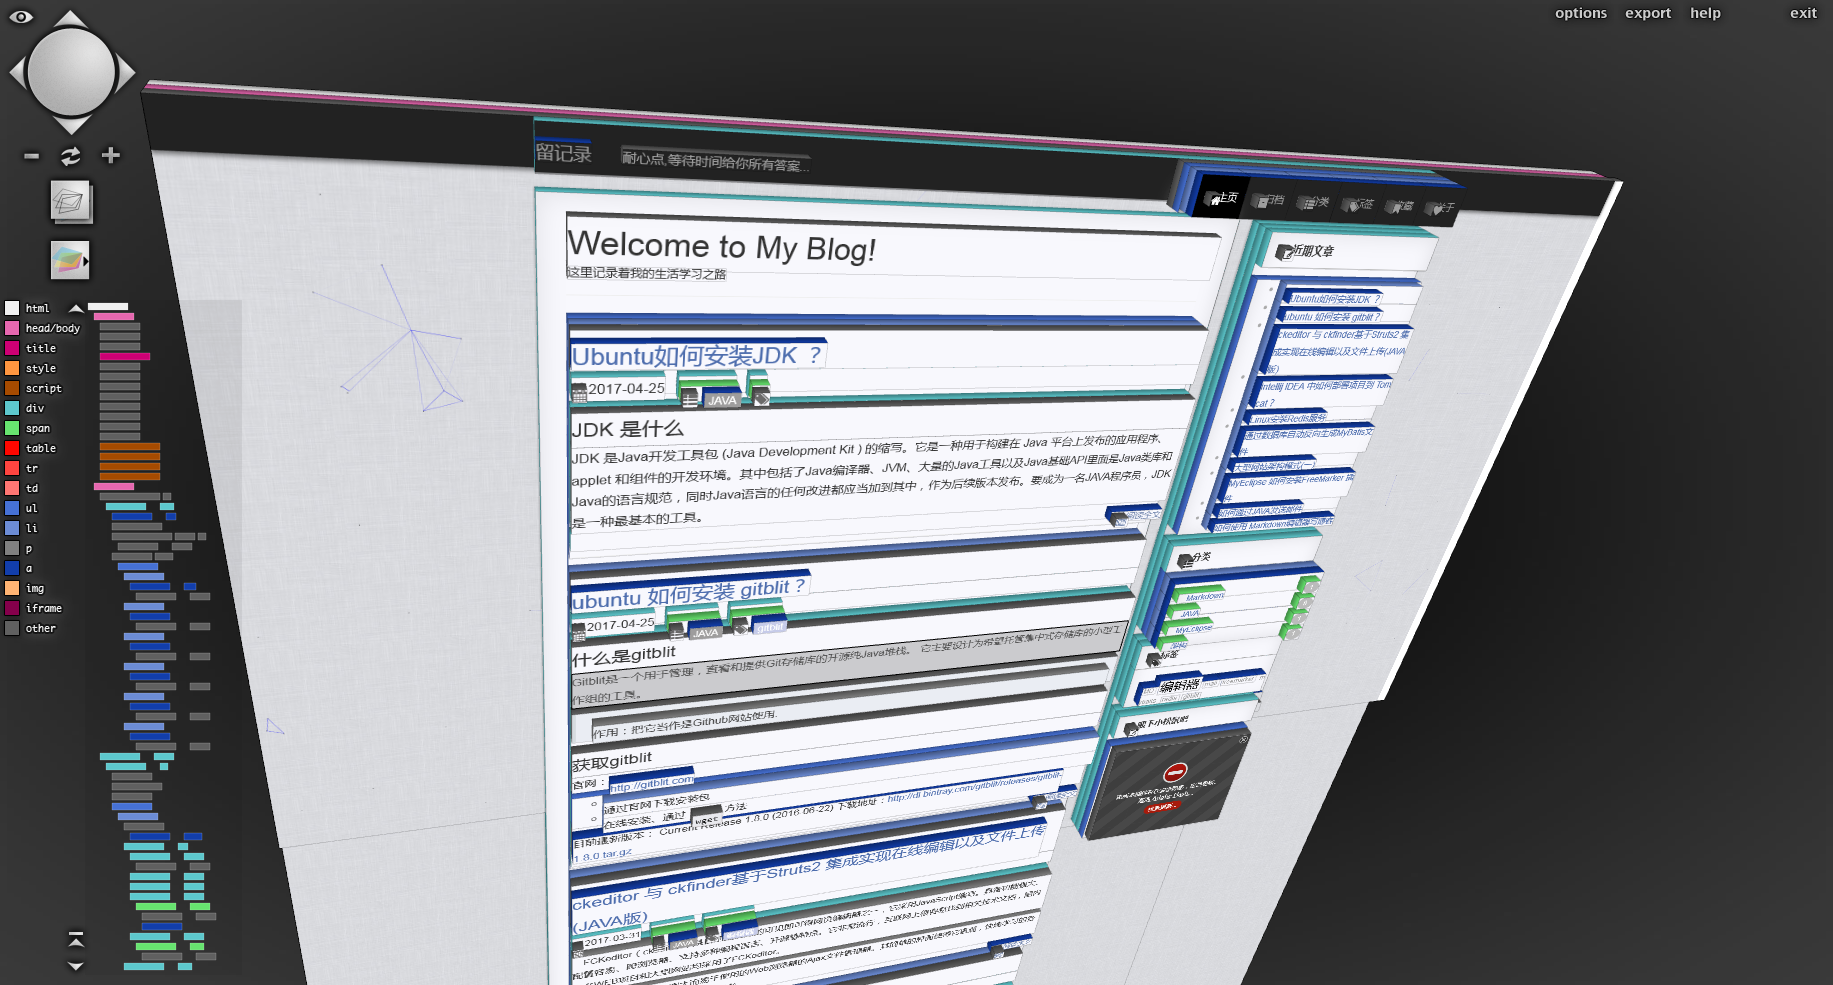 options export help exit
html
head/body
title
style
script
div
span
table
tr
td
ul
li
p
a
img
iframe
other
留记录
耐心点,等待时间给你所有答案...
主页 归档 分类 标签 收藏 关于
Welcome to My Blog!
这里记录着我的生活学习之路
Ubuntu如何安装JDK ？
2017-04-25 JAVA
JDK 是什么
JDK 是Java开发工具包 (Java Development Kit ) 的缩写。它是一种用于构建在 Java 平台上发布的应用程序、
applet 和组件的开发环境。其中包括了Java编译器、JVM、大量的Java工具以及Java基础API里面是Java类库和
Java的语言规范，同时Java语言的任何改进都应当加到其中，作为后续版本发布。要成为一名JAVA程序员，JDK
是一种最基本的工具。
阅读全文
ubuntu 如何安装 gitblit ?
2017-04-25 JAVA gitblit
什么是gitblit
Gitblit是一个用于管理，查看和提供Git存储库的开源纯Java堆栈。 它主要设计为希望托管集中式存储库的小型工
作组的工具。
作用：把它当作是Github网站使用.
获取gitblit
官网：http://gitblit.com
通过官网下载安装包
在线安装、通过 wget 方法
目前最新版本： Current Release 1.8.0 (2016-06-22) 下载地址：http://dl.bintray.com/gitblit/releases/gitblit-
1.8.0.tar.gz
ckeditor 与 ckfinder基于Struts2 集成实现在线编辑以及文件上传
(JAVA版)
2017-03-31 JAVA
近期文章
Ubuntu如何安装JDK ？
ubuntu 如何安装 gitblit ?
ckeditor 与 ckfinder基于Struts2 集
成实现在线编辑以及文件上传(JAVA
版)
Intellij IDEA 中如何部署项目到 Tom
cat ?
Linux安装Redis服务
通过数据库自动反向生成MyBatis文
件
大型网站架构模式(一)
MyEclipse 如何安装FreeMarker 插
件
如何通过JAVA发送邮件
如何使用 Markdown编辑器写博客
分类
Markdown
JAVA
MyEclipse
架构
标签
编辑器